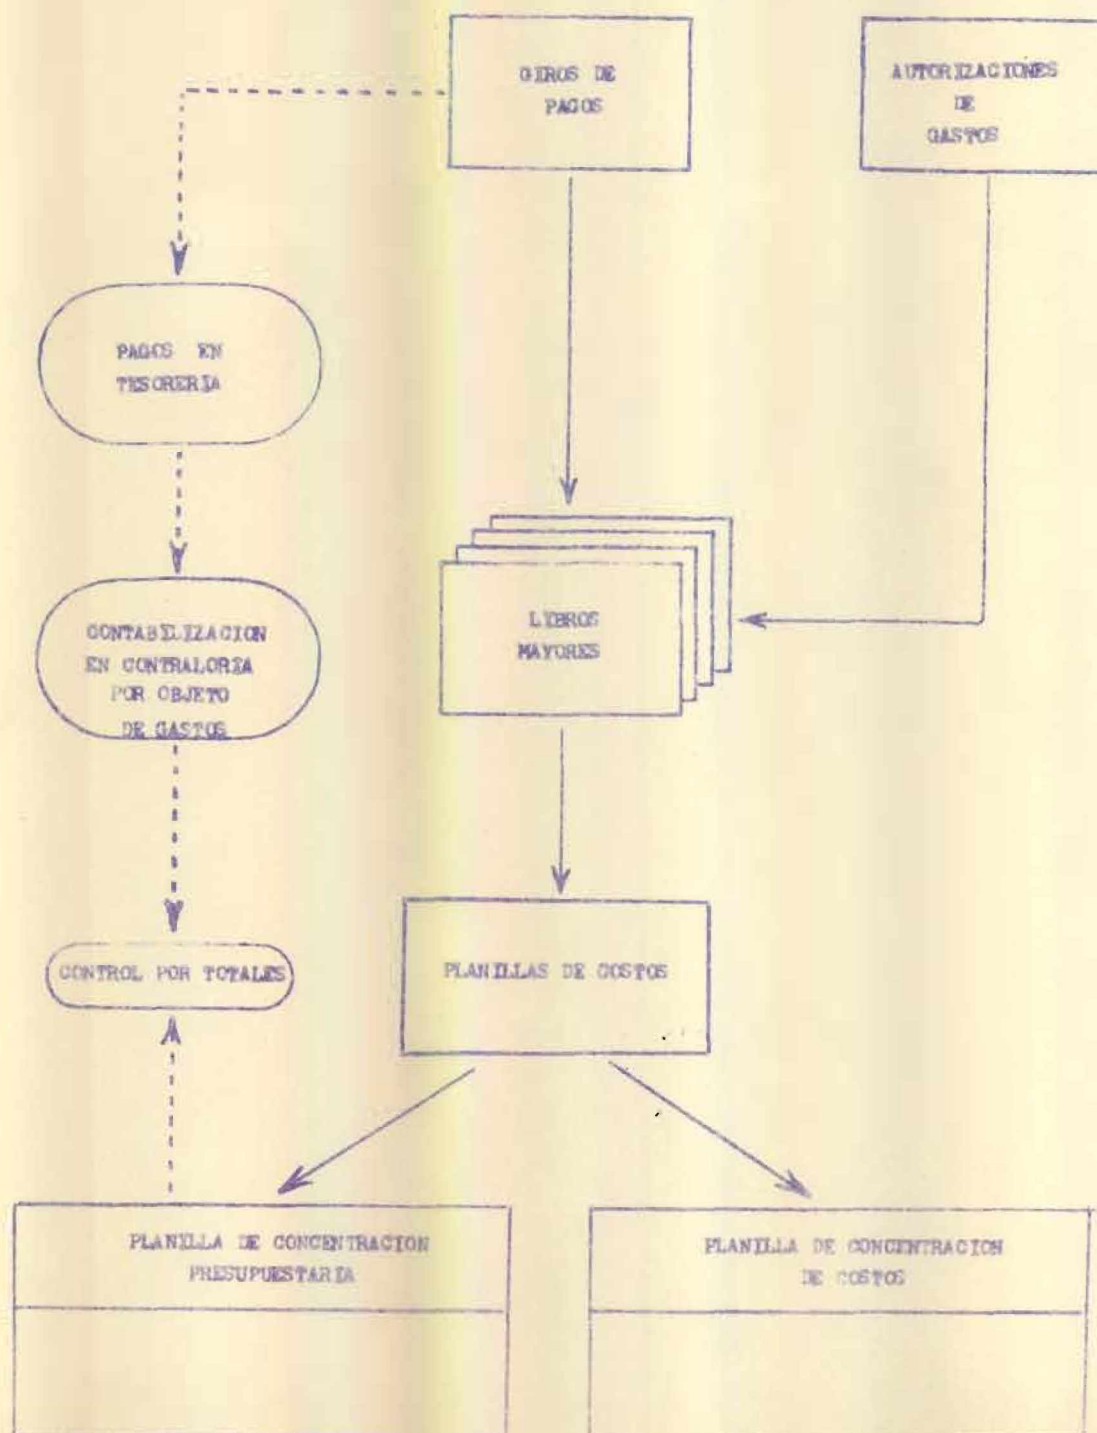 GIROS DE
PAGOS
AUTORIZACIONES
DE
GASTOS
PAGOS EN
TESORERIA
CONTABILIZACION
EN CONTRALORIA
POR OBJETO
DE GASTOS
LIBROS
MAYORES
CONTROL POR TOTALES
PLANILLAS DE COSTOS
PLANILLA DE CONCENTRACION
PRESUPUESTARIA
PLANILLA DE CONCENTRACION
DE COSTOS